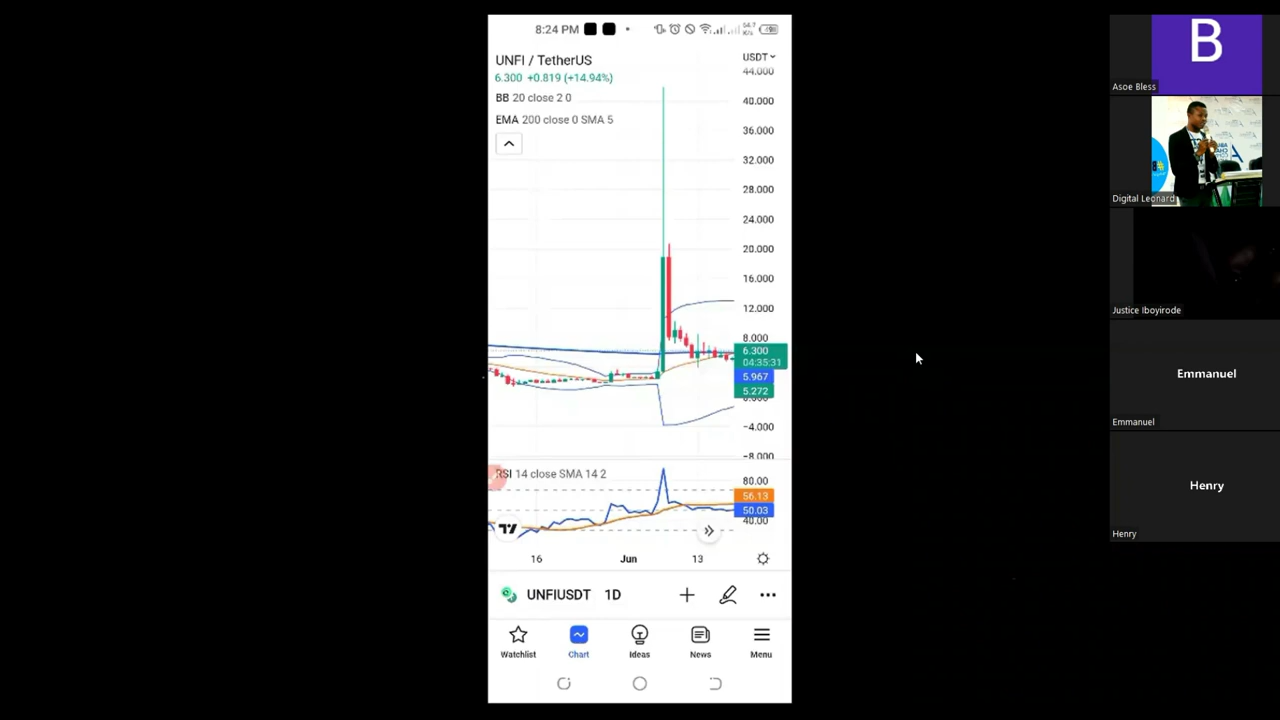 8:24 PM
UNFI / TetherUS
6.300 +0.819 (+14.94%)
BB 20 close 2 0
EMA 200 close 0 SMA 5
USDT
44.000
40.000
36.000
32.000
28.000
24.000
20.000
16.000
12.000
8.000
6.300
04:35:31
5.967
5.272
0.000
-4.000
-8.000
RSI 14 close SMA 14 2
80.00
56.13
50.03
40.00
16 Jun 13
UNFIUSDT 1D
Watchlist Chart Ideas News Menu
B
Asoe Bless
Digital Leonard
Justice Iboyirode
Emmanuel
Emmanuel
Henry
Henry